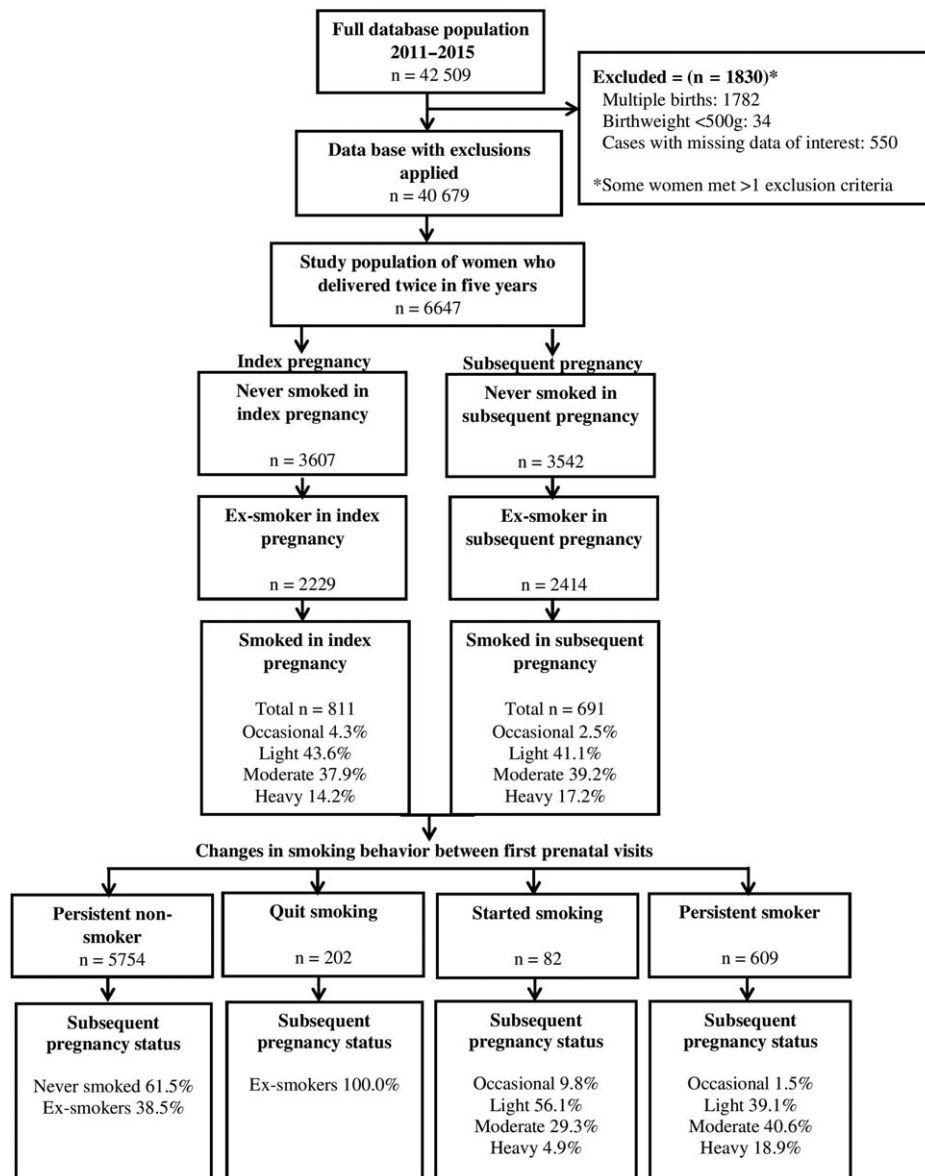 Full database population
2011–2015
n = 42 509
Excluded = (n = 1830)*
Multiple births: 1782
Birthweight <500g: 34
Cases with missing data of interest: 550
*Some women met >1 exclusion criteria
Data base with exclusions
applied
n = 40 679
Study population of women who
delivered twice in five years
n = 6647
Index pregnancy
Never smoked in
index pregnancy
n = 3607
Ex-smoker in index
pregnancy
n = 2229
Smoked in index
pregnancy
Total n = 811
Occasional 4.3%
Light 43.6%
Moderate 37.9%
Heavy 14.2%
Subsequent pregnancy
Never smoked in
subsequent pregnancy
n = 3542
Ex-smoker in
subsequent pregnancy
n = 2414
Smoked in subsequent
pregnancy
Total n = 691
Occasional 2.5%
Light 41.1%
Moderate 39.2%
Heavy 17.2%
Changes in smoking behavior between first prenatal visits
Persistent non-
smoker
n = 5754
Subsequent
pregnancy status
Never smoked 61.5%
Ex-smokers 38.5%
Quit smoking
n = 202
Subsequent
pregnancy status
Ex-smokers 100.0%
Started smoking
n = 82
Subsequent
pregnancy status
Occasional 9.8%
Light 56.1%
Moderate 29.3%
Heavy 4.9%
Persistent smoker
n = 609
Subsequent
pregnancy status
Occasional 1.5%
Light 39.1%
Moderate 40.6%
Heavy 18.9%